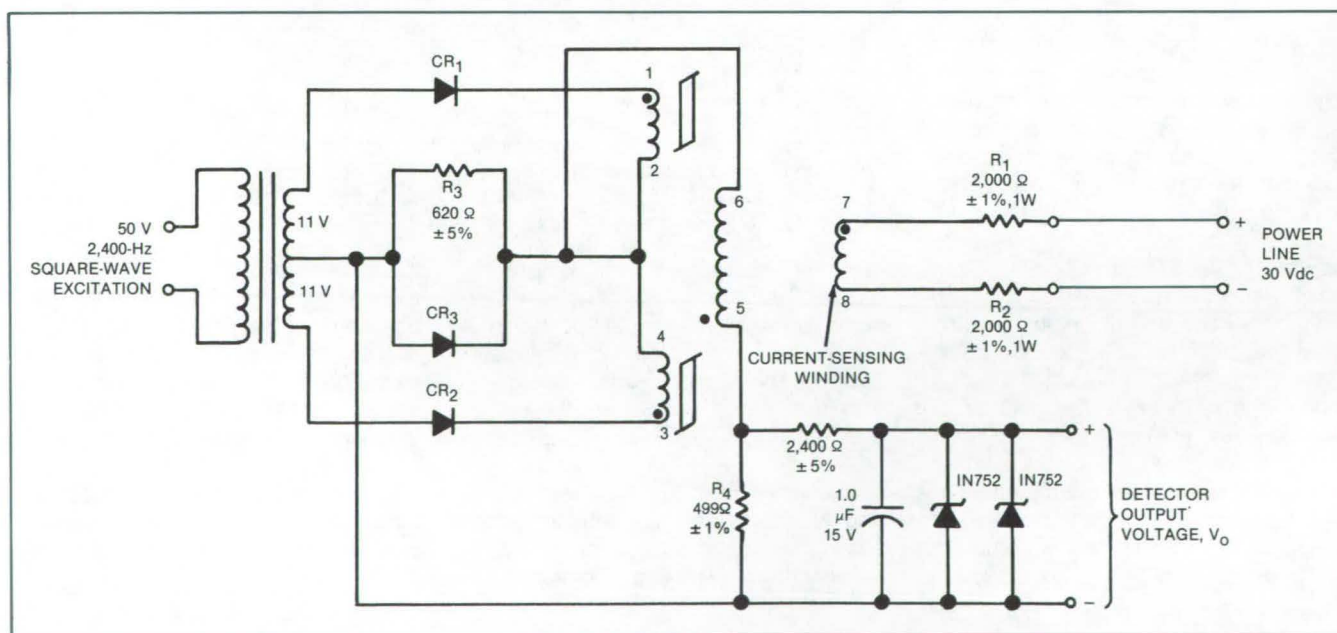 CR1
1
2
R3
620 Ω
± 5%
11 V
11 V
50 V
2,400-Hz
SQUARE-WAVE
EXCITATION
CR3
CR2
4
3
6
5
7
8
CURRENT-SENSING
WINDING
R1
2,000 Ω
± 1%,1W
R2
2,000 Ω
± 1%,1W
+
−
POWER
LINE
30 Vdc
2,400 Ω
± 5%
R4
499Ω
± 1%
1.0
μF
15 V
IN752
IN752
+
−
DETECTOR
OUTPUT
VOLTAGE, VO